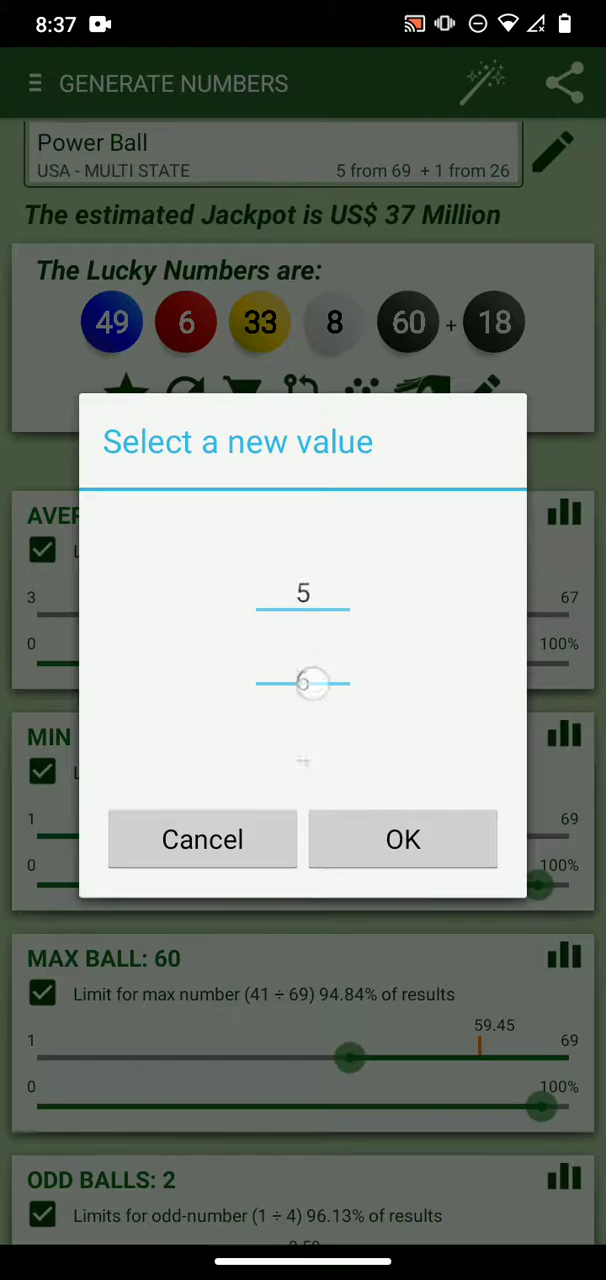 8:37
GENERATE NUMBERS
Power Ball
USA - MULTI STATE 5 from 69 + 1 from 26
The estimated Jackpot is US$ 37 Million
The Lucky Numbers are:
49 6 33 8 60 + 18
Select a new value
AVE
3 67
0 100%
5
6
MIN
1 69
0 100%
Cancel OK
MAX BALL: 60
Limit for max number (41 ÷ 69) 94.84% of results
59.45
1 69
0 100%
ODD BALLS: 2
Limits for odd-number (1 ÷ 4) 96.13% of results